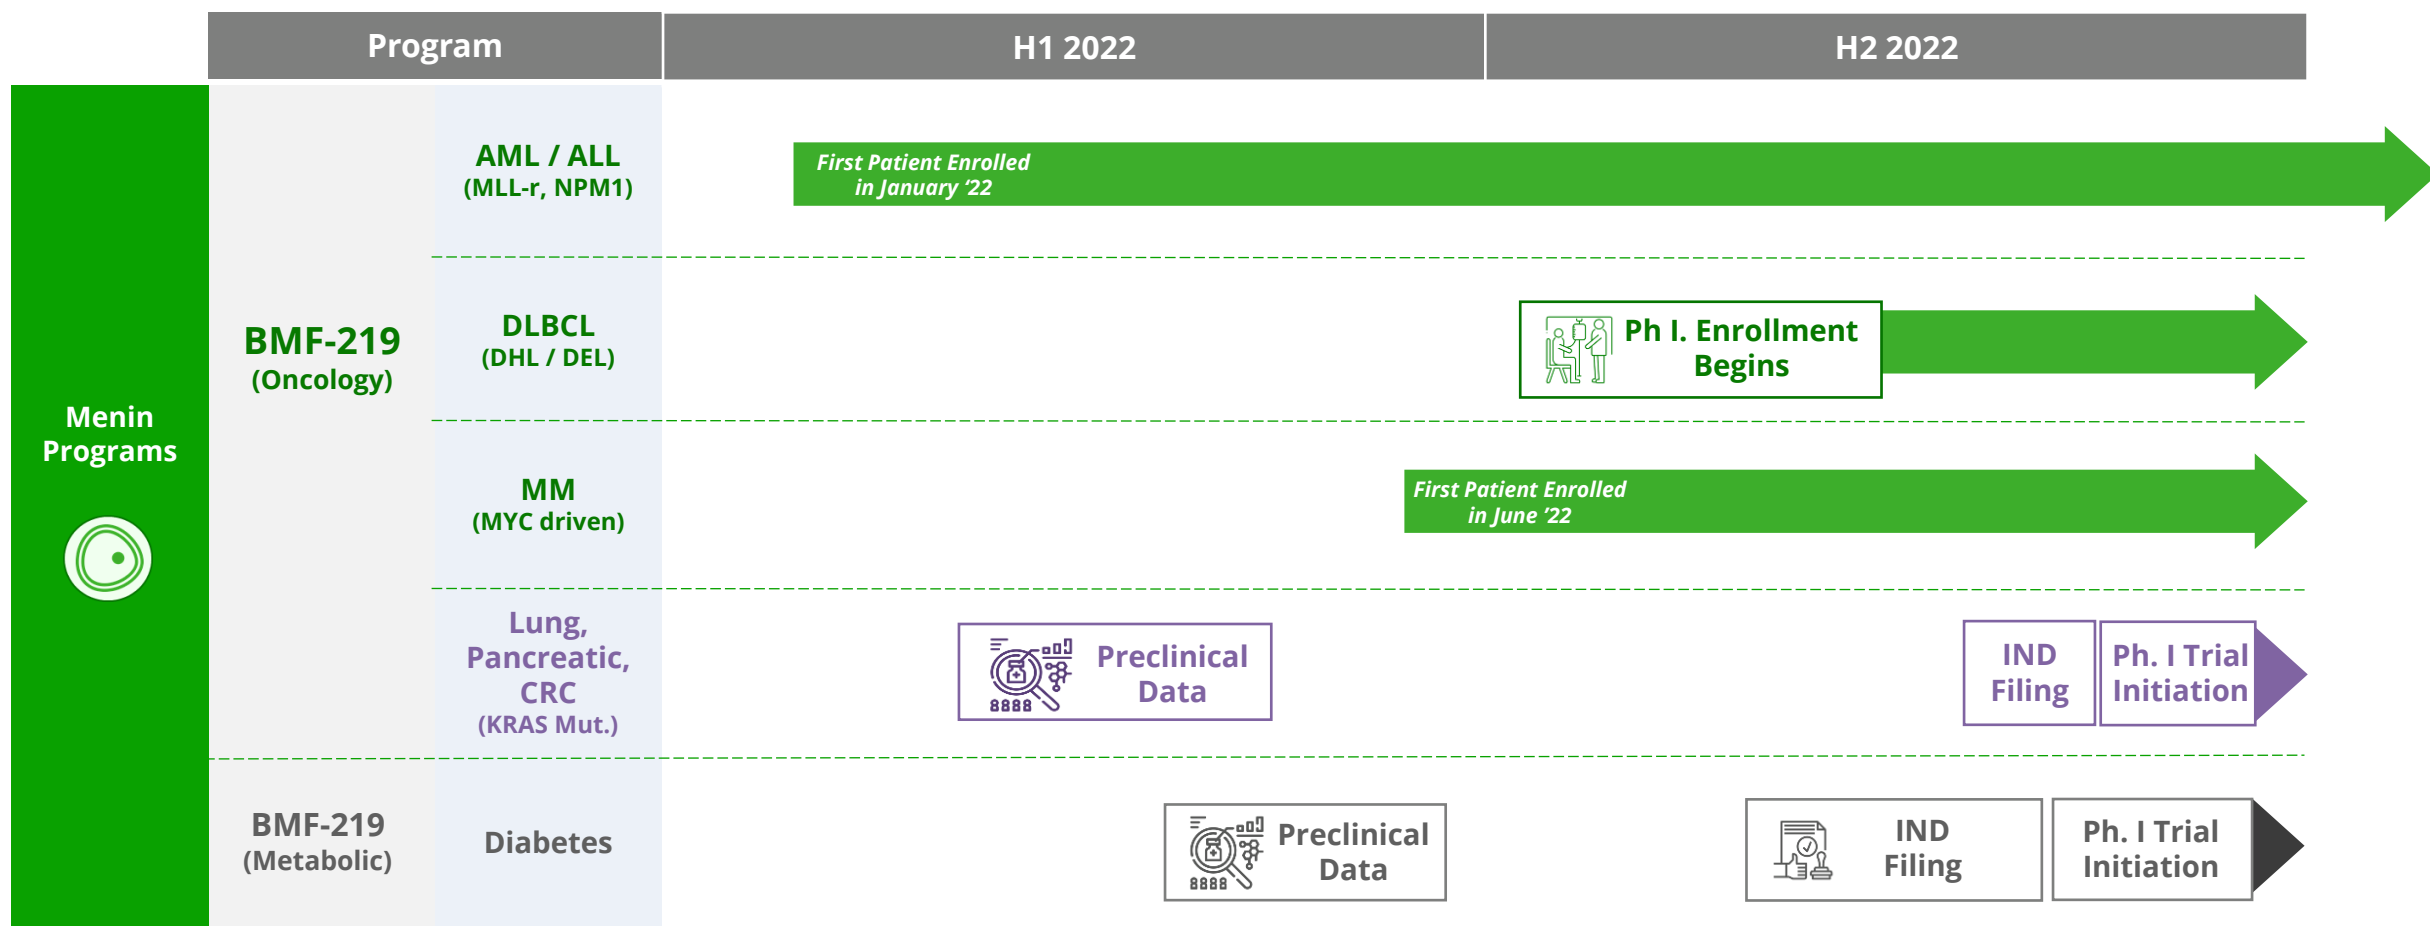 Program
H1 2022
H2 2022
Menin
Programs
BMF-219
(Oncology)
AML / ALL
(MLL-r, NPM1)
First Patient Enrolled
in January ‘22
DLBCL
(DHL / DEL)
Ph I. Enrollment
Begins
MM
(MYC driven)
First Patient Enrolled
in June ’22
Lung,
Pancreatic,
CRC
(KRAS Mut.)
Preclinical
Data
IND
Filing
Ph. I Trial
Initiation
BMF-219
(Metabolic)
Diabetes
Preclinical
Data
IND
Filing
Ph. I Trial
Initiation